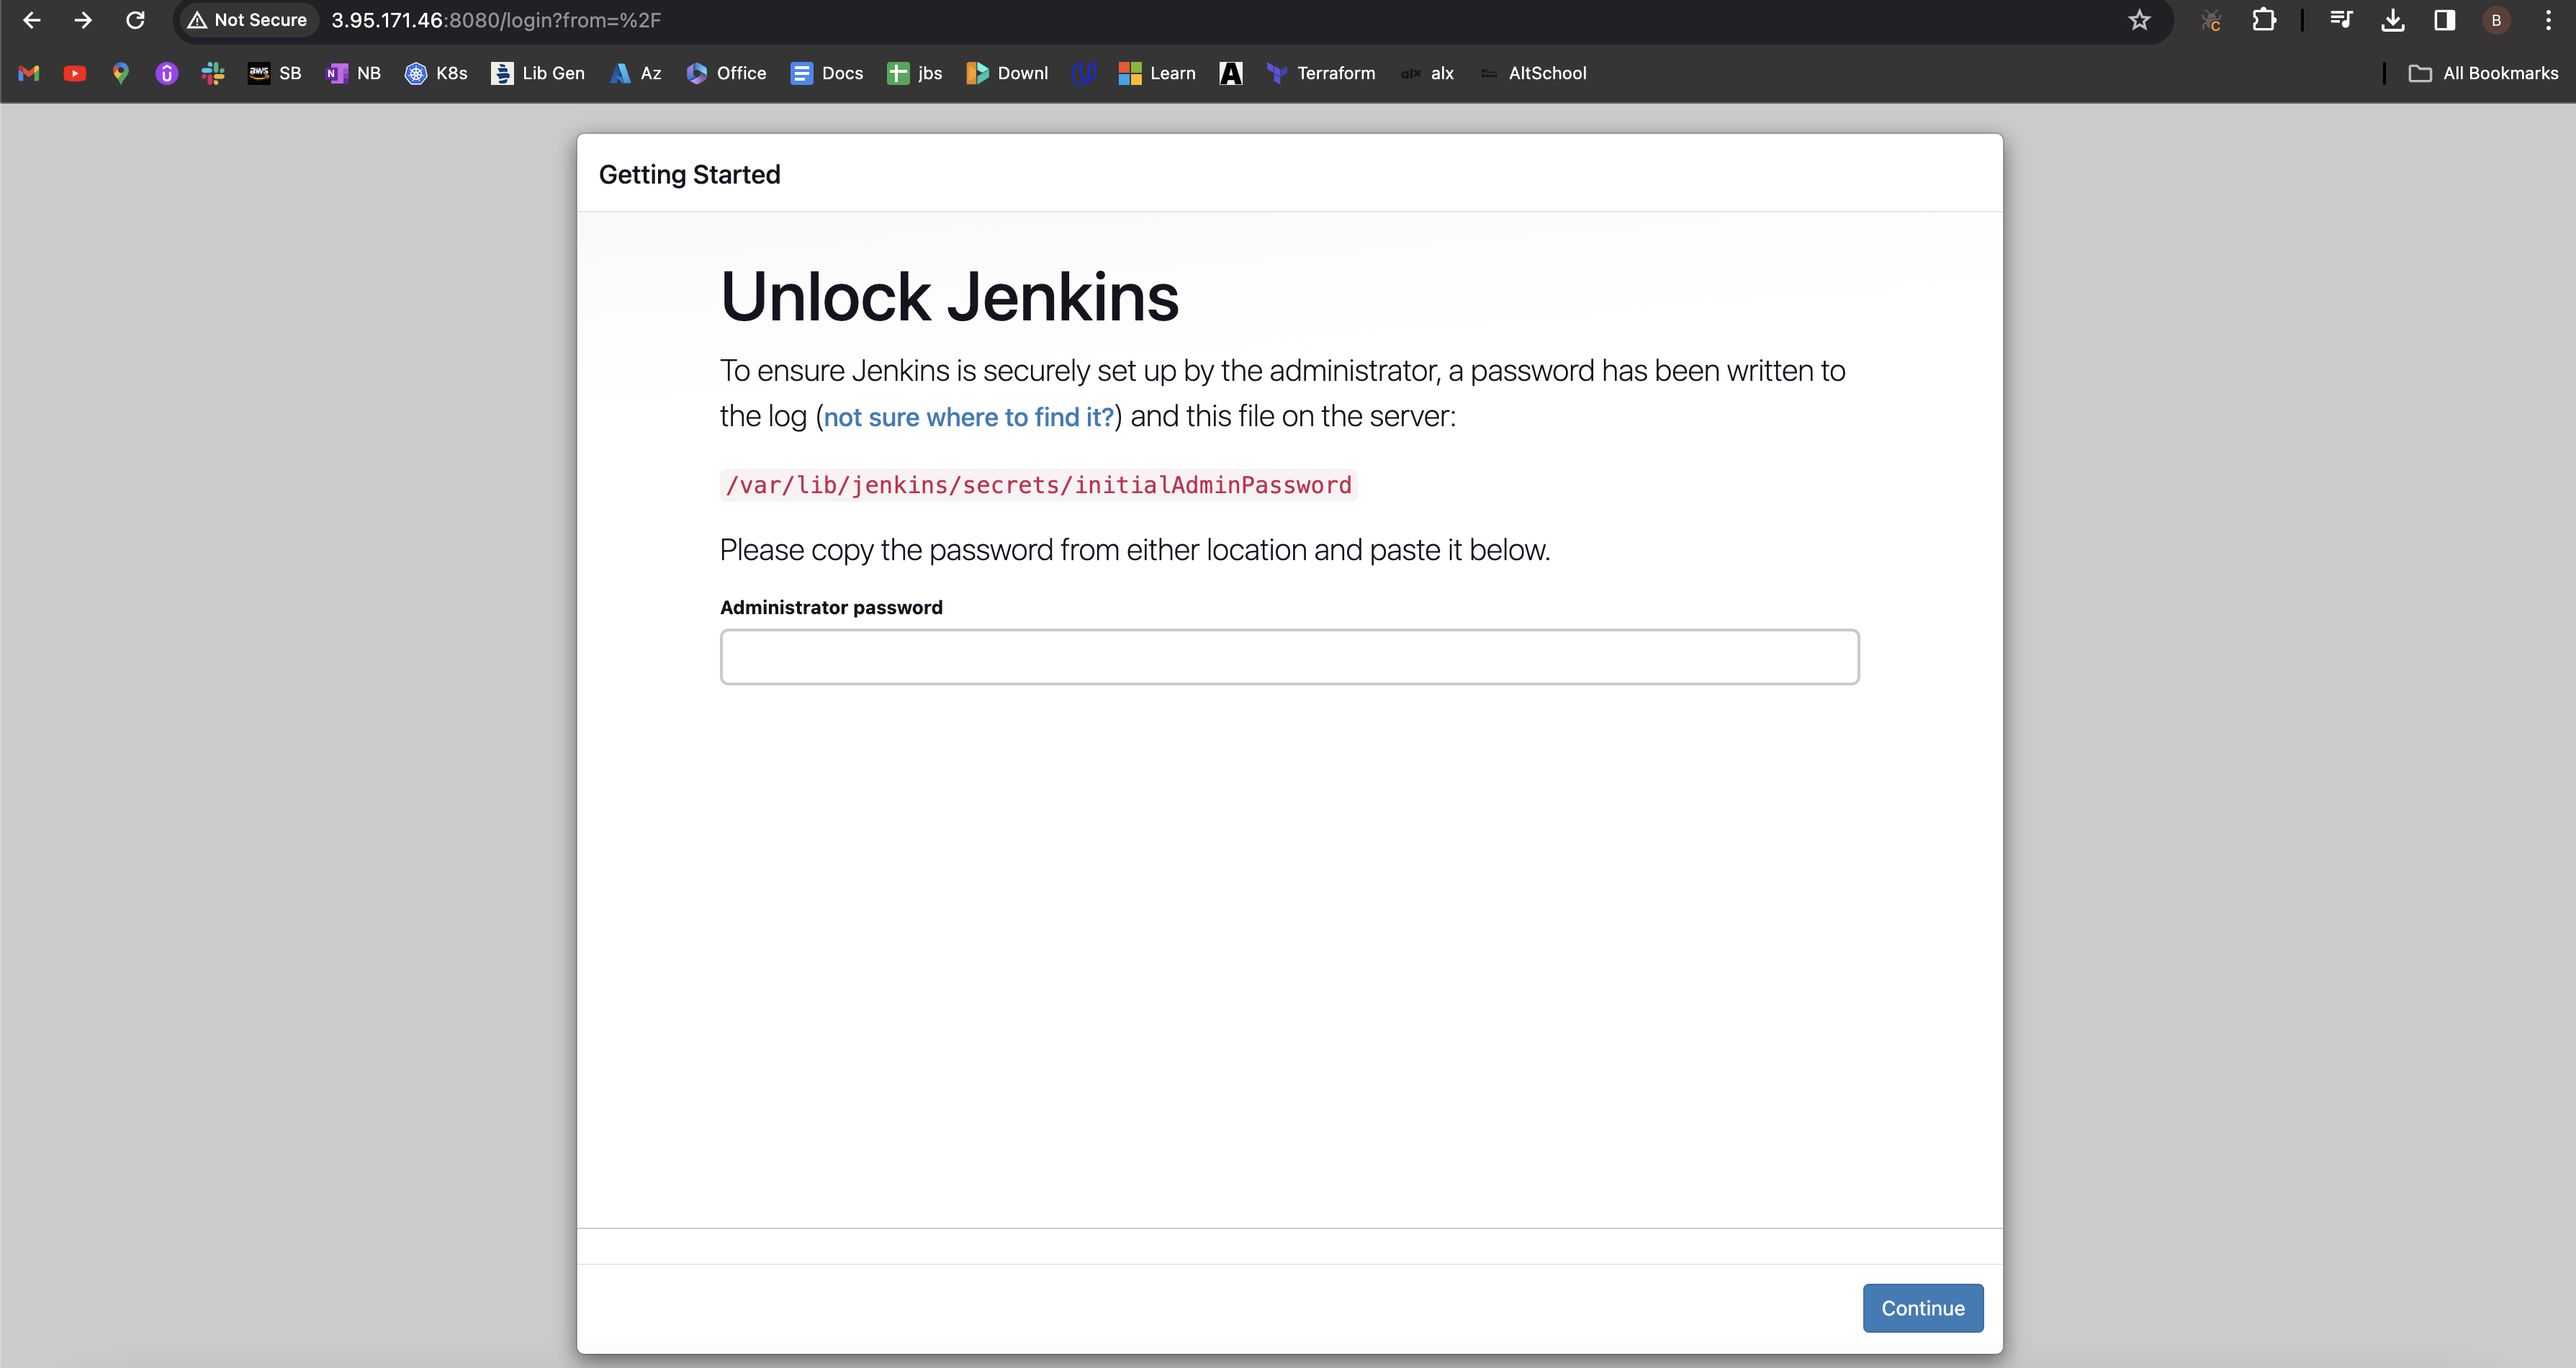 Not Secure 3.95.171.46:8080/login?from=%2F B
aws SB N NB K8s Lib Gen Az Office Docs jbs Downl Learn A Terraform alx alx AltSchool All Bookmarks
Getting Started
Unlock Jenkins
To ensure Jenkins is securely set up by the administrator, a password has been written to
the log (not sure where to find it?) and this file on the server:
/var/lib/jenkins/secrets/initialAdminPassword
Please copy the password from either location and paste it below.
Administrator password
Continue